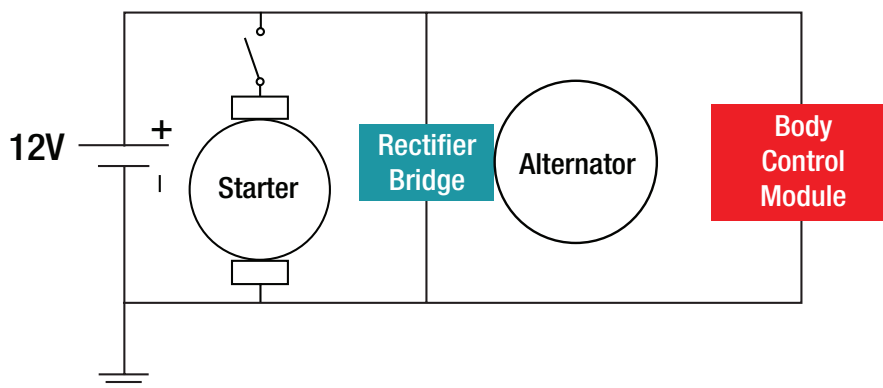 12V
+
–
Starter
Rectifier
Bridge
Alternator
Body
Control
Module